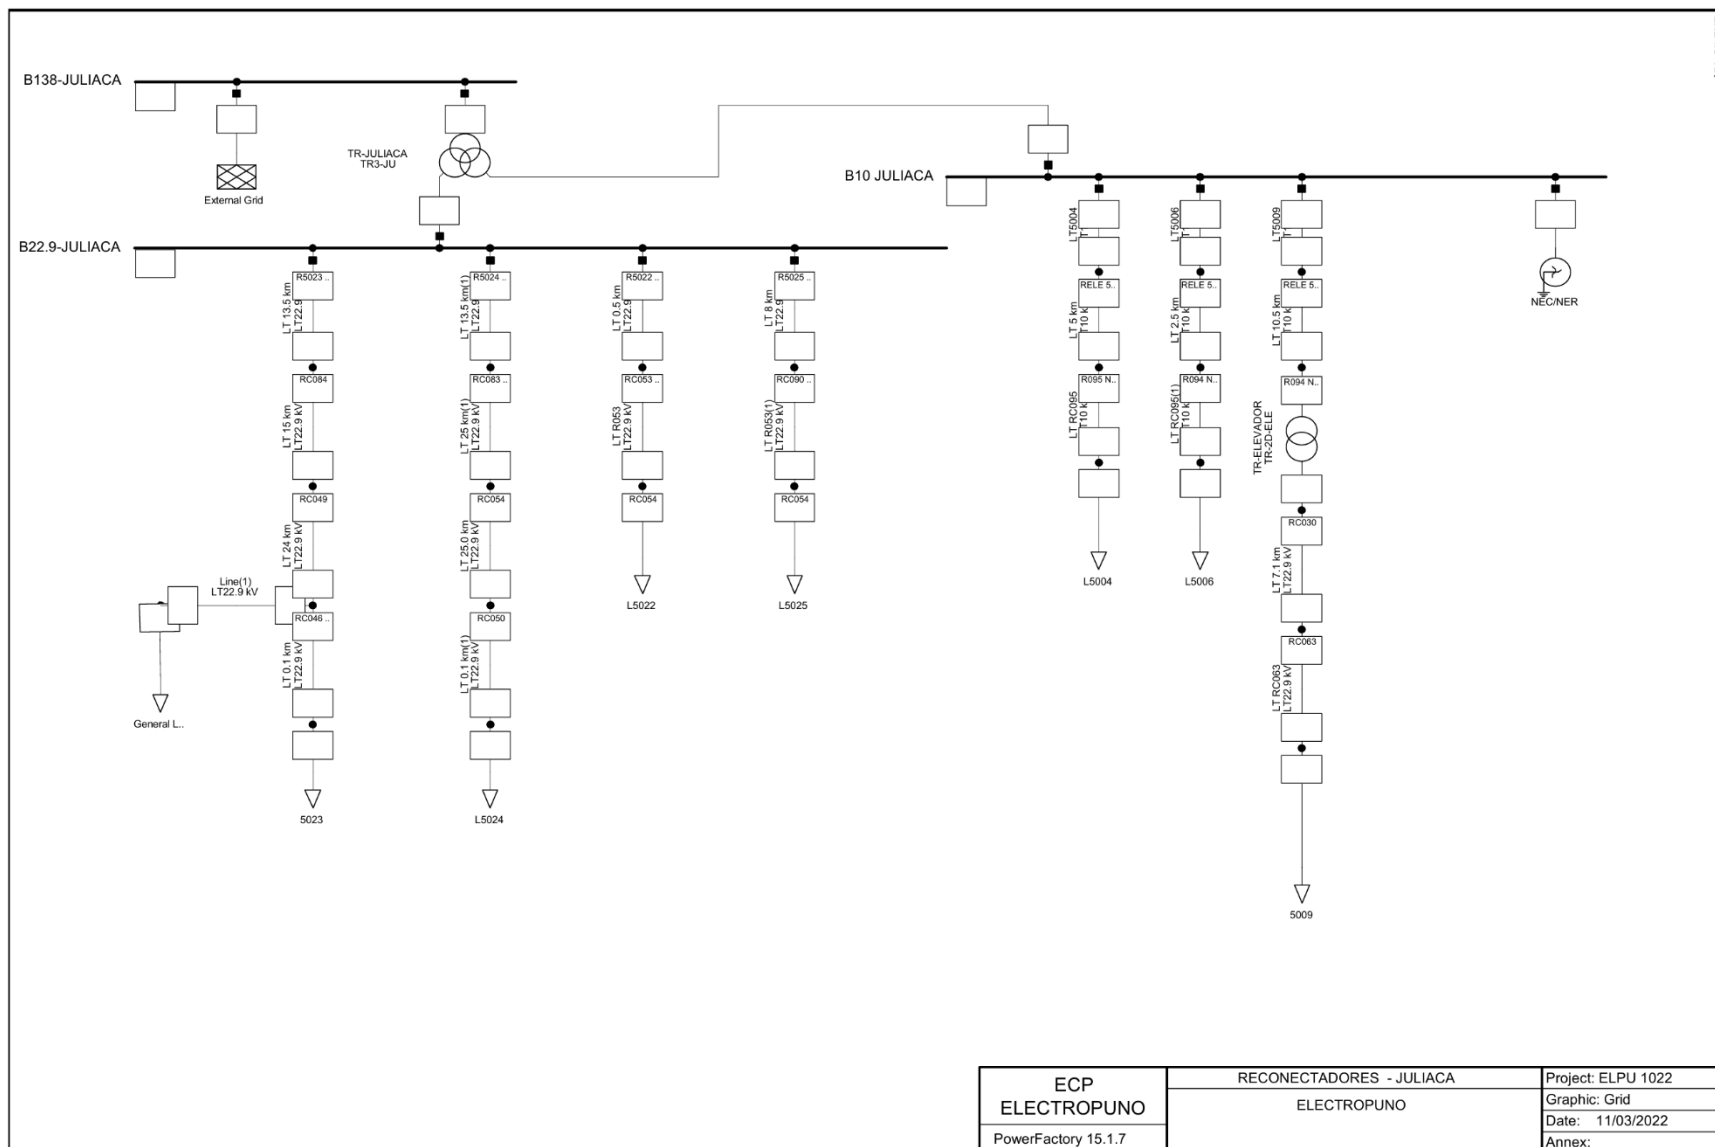 B138-JULIACA
External Grid
TR-JULIACA
TR3-JU
B10 JULIACA
B22.9-JULIACA
R5023 ..
LT 13.5 km
LT22.9
RC084
LT 15 km
LT22.9 kV
RC049
LT 24 km
LT22.9 kV
Line(1)
LT22.9 kV
General L..
RC046 ..
LT 0.1 km
LT22.9 kV
5023
R5024 ..
LT 13.5 km(1)
LT22.9
RC083 ..
LT 25 km(1)
LT22.9 kV
RC054
LT 25.0 km
LT22.9 kV
RC050
LT 0.1 km(1)
LT22.9 kV
L5024
R5022 ..
LT 0.5 km
LT22.9
RC053 ..
LT R053
LT22.9 kV
RC054
L5022
R5025 ..
LT 8 km
LT22.9
RC090 ..
LT R053(1)
LT22.9 kV
RC054
L5025
LT5004
RELE 5..
LT 5 km
T10 k
R095 N..
LT RC095
T10 k
L5004
LT5006
RELE 5..
LT 2.5 km
T10 k
R094 N..
LT RC095(1)
T10 k
L5006
LT5009
RELE 5..
LT 10.5 km
T10 k
R094 N..
TR-ELEVADOR
TR-2D-ELE
RC030
LT 7.1 km
LT22.9 kV
RC063
LT RC063
LT22.9 kV
5009
NEC/NER
ECP
ELECTROPUNO
PowerFactory 15.1.7
RECONECTADORES - JULIACA
ELECTROPUNO
Project: ELPU 1022
Graphic: Grid
Date: 11/03/2022
Annex: